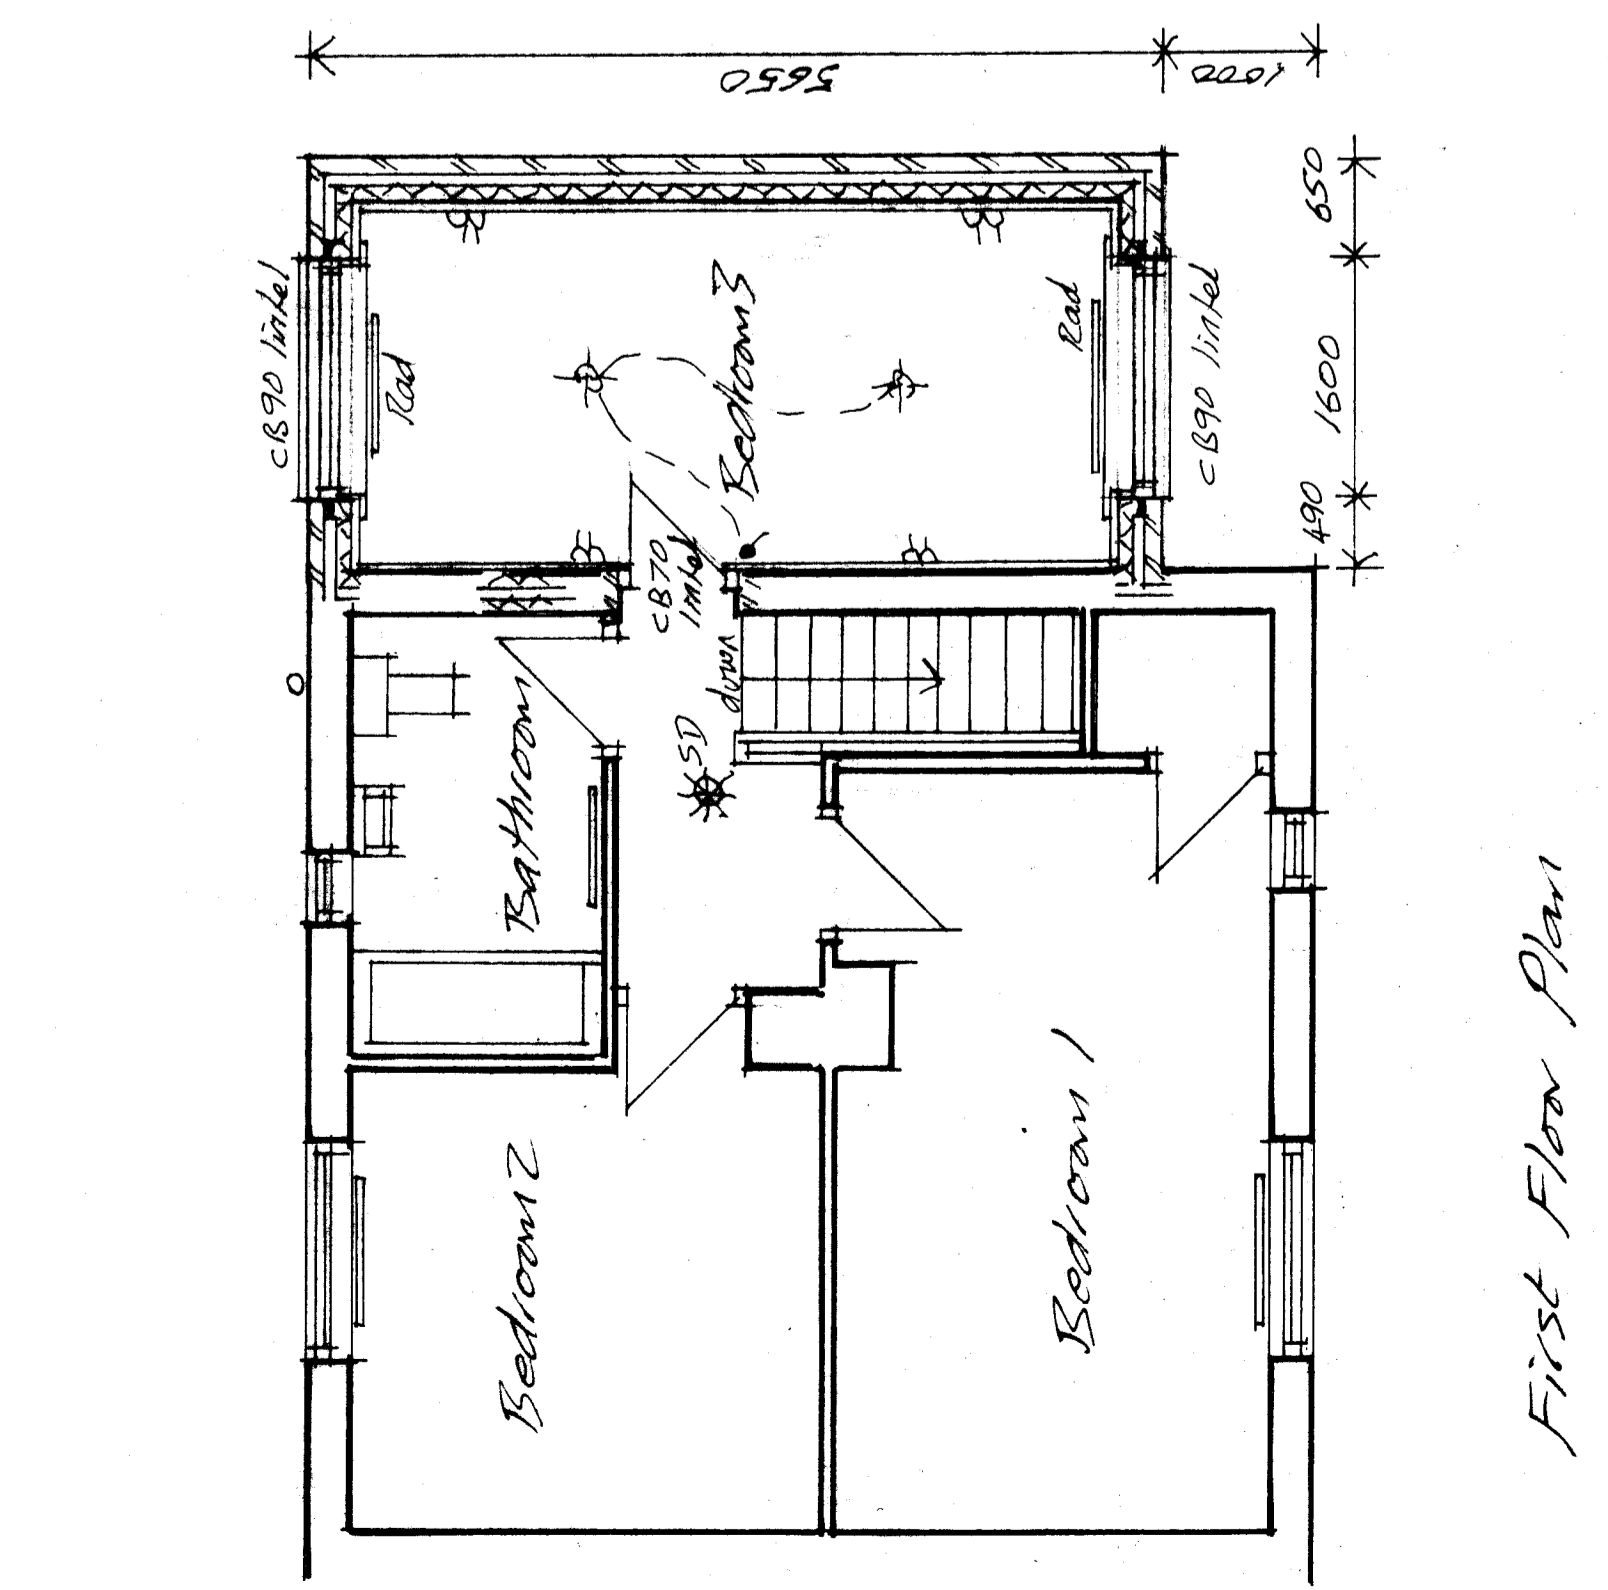 5650
1000
650
1600
490
CB90 lintel
Rad
Bedroom 3
Rad
CB90 lintel
CB70
lintel
down
SD
Bathroom
Bedroom 2
Bedroom 1
First Floor Plan